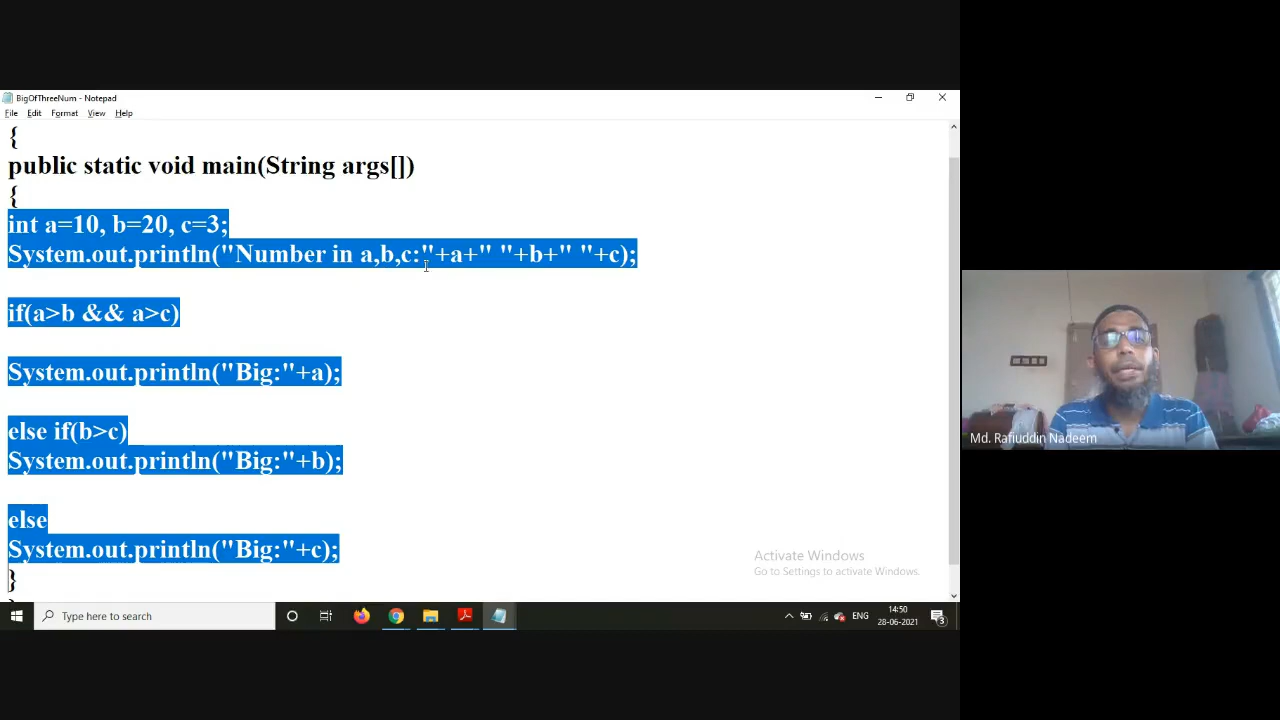 BigOfThreeNum - Notepad
File Edit Format View Help
{
public static void main(String args[])
{
int a=10, b=20, c=3;
System.out.println("Number in a,b,c:"+a+" "+b+" "+c);
if(a>b && a>c)
System.out.println("Big:"+a);
else if(b>c)
System.out.println("Big:"+b);
else
System.out.println("Big:"+c);
}
Activate Windows
Go to Settings to activate Windows.
Type here to search
ENG
14:50
28-06-2021
3
Md. Rafiuddin Nadeem